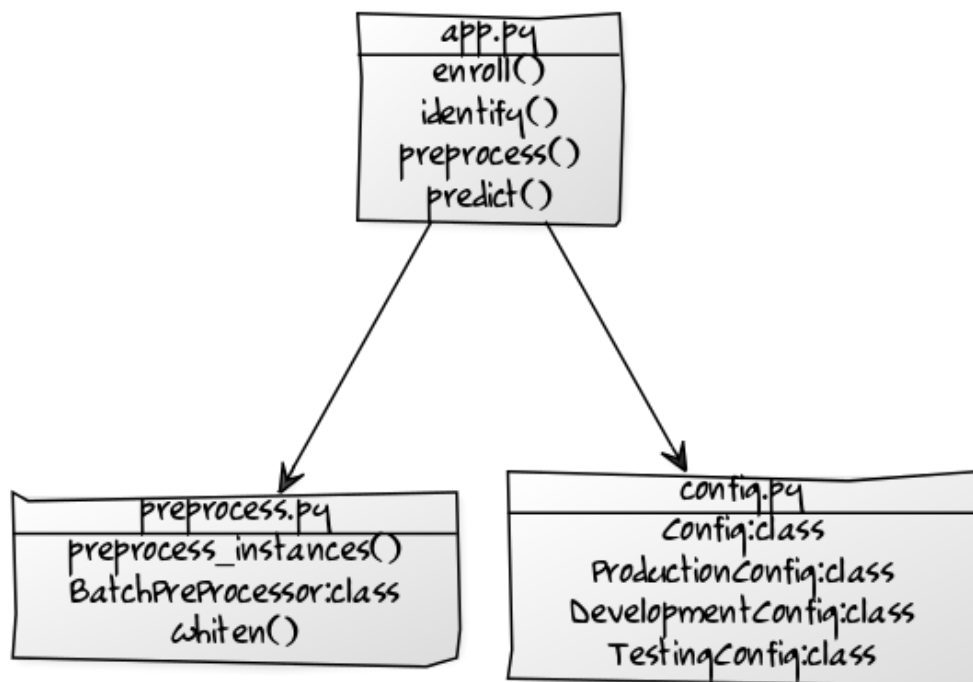 app.py
enroll()
identify()
preprocess()
predict()
preprocess.py
preprocess_instances()
BatchPreProcessor:class
whiten()
config.py
Config:class
ProductionConfig:class
DevelopmentConfig:class
TestingConfig:class